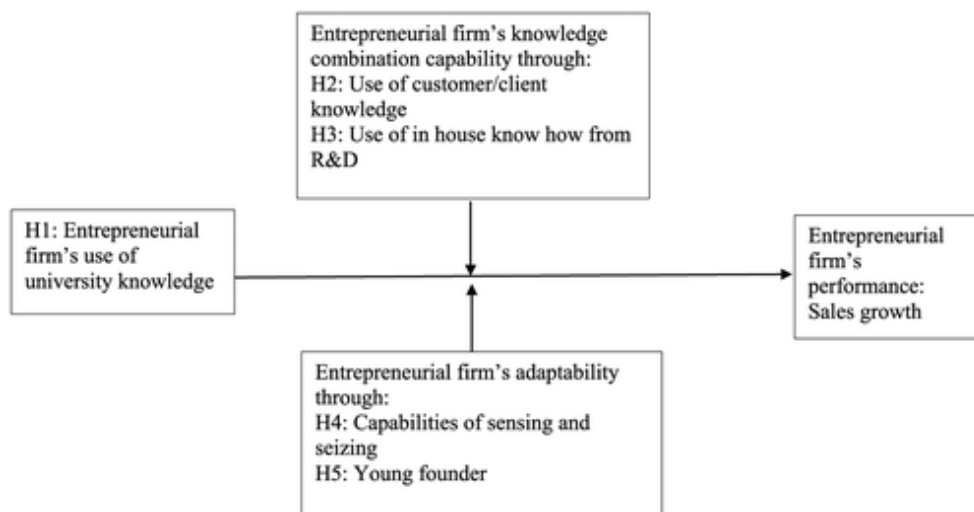 Entrepreneurial firm's knowledge
combination capability through:
H2: Use of customer/client
knowledge
H3: Use of in house know how from
R&D
H1: Entrepreneurial
firm's use of
university knowledge
Entrepreneurial
firm's
performance:
Sales growth
Entrepreneurial firm's adaptability
through:
H4: Capabilities of sensing and
seizing
H5: Young founder